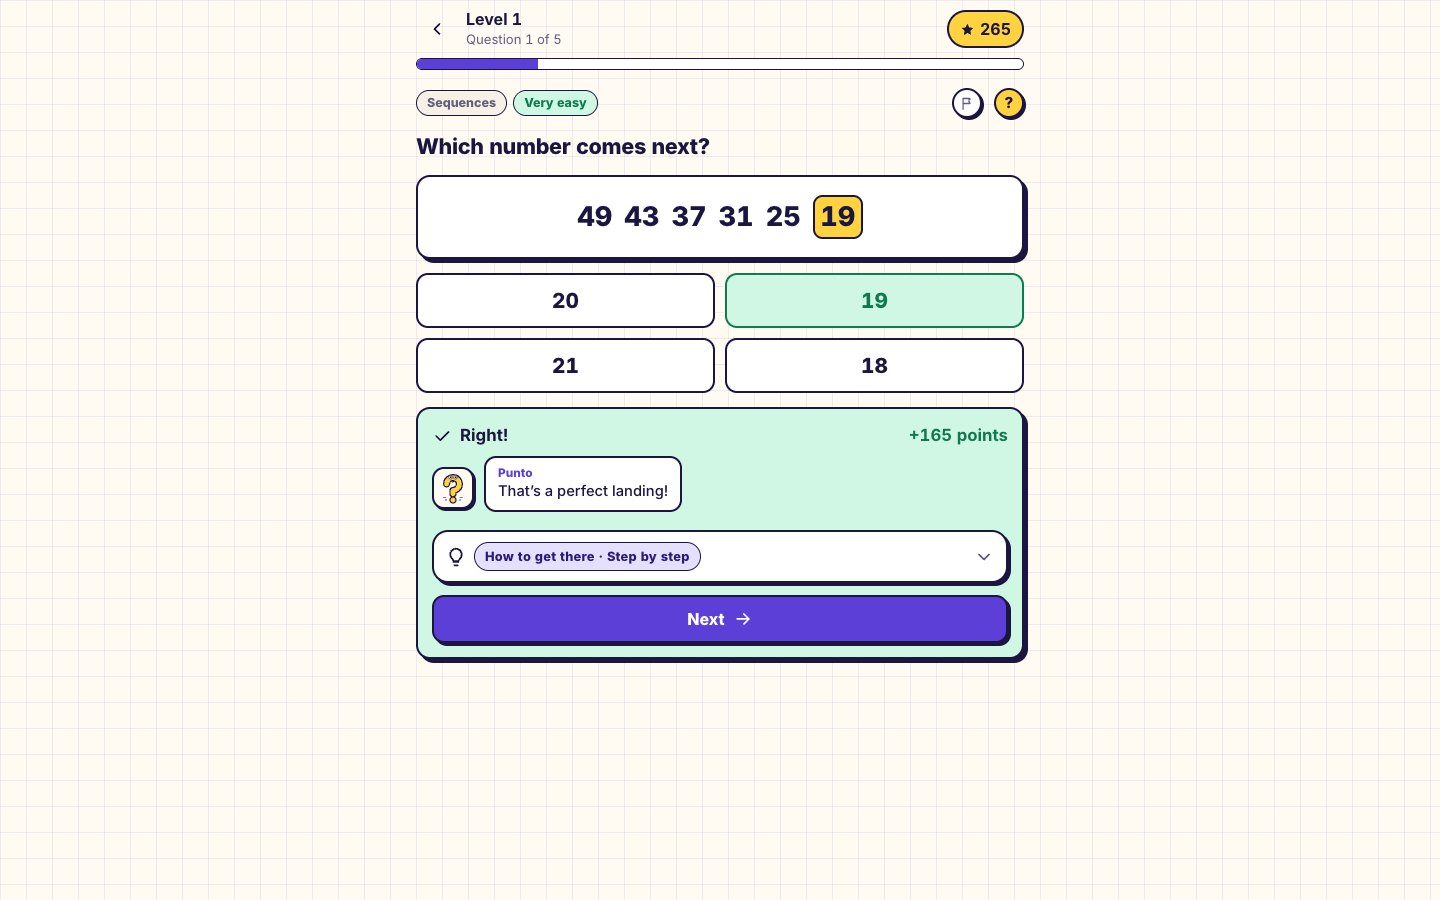 Level 1
Question 1 of 5
265
Sequences Very easy
?
Which number comes next?
49 43 37 31 25 19
20 19
21 18
Right! +165 points
Punto
That's a perfect landing!
How to get there · Step by step
Next →